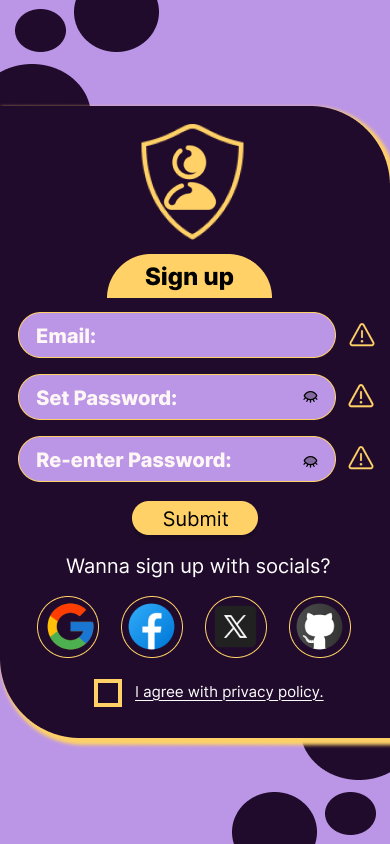 Sign up
Email:
Set Password:
Re-enter Password:
Submit
Wanna sign up with socials?
I agree with privacy policy.